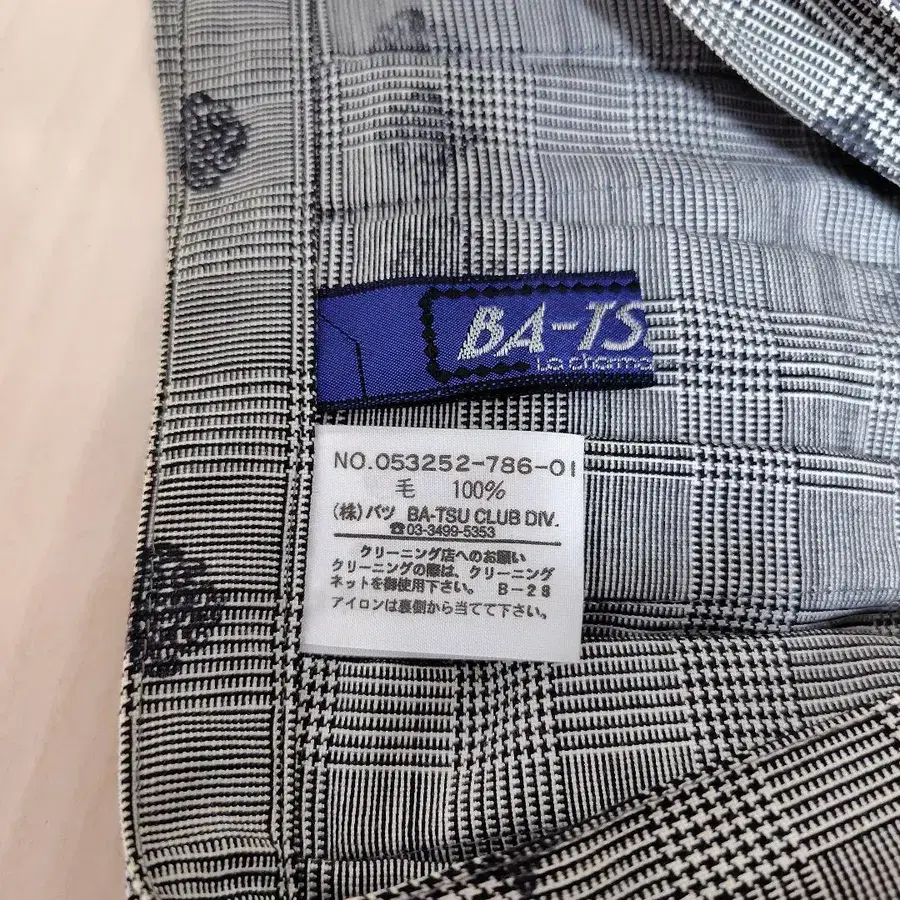 BA-TS
La charme
NO.053252-786-01
毛 100%
(株)バツ BA-TSU CLUB DIV.
☎03-3499-5353
クリーニング店へのお願い
クリーニングの際は、クリーニング
ネットを御使用下さい。 B-28
アイロンは裏側から当てて下さい。